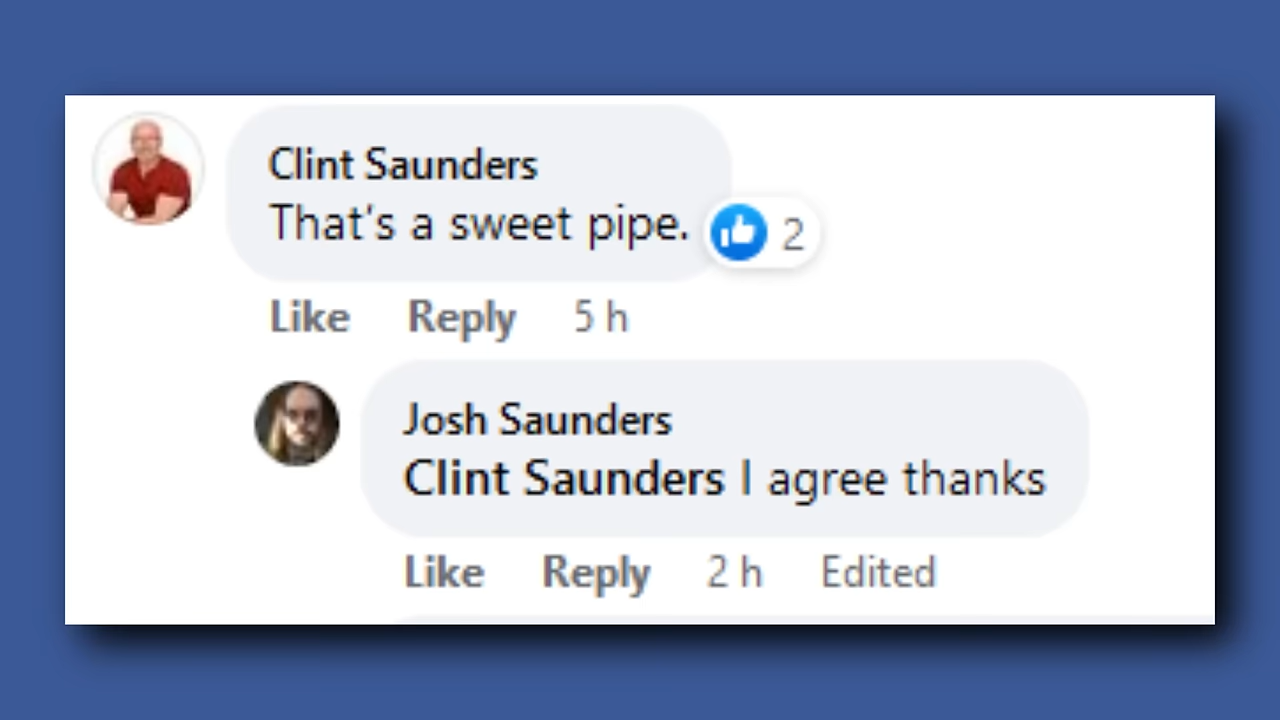 Clint Saunders
That's a sweet pipe.
2
Like Reply 5 h
Josh Saunders
Clint Saunders I agree thanks
Like Reply 2 h Edited